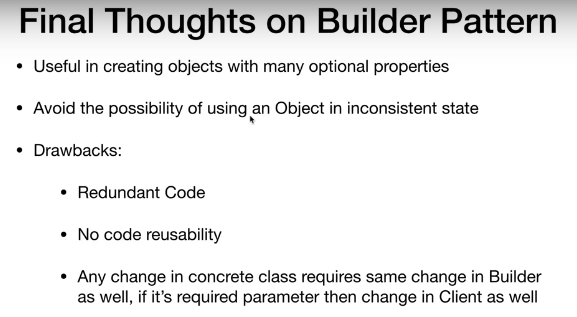 Final Thoughts on Builder Pattern
• Useful in creating objects with many optional properties
• Avoid the possibility of using an Object in inconsistent state
• Drawbacks:
• Redundant Code
• No code reusability
• Any change in concrete class requires same change in Builder
as well, if it's required parameter then change in Client as well